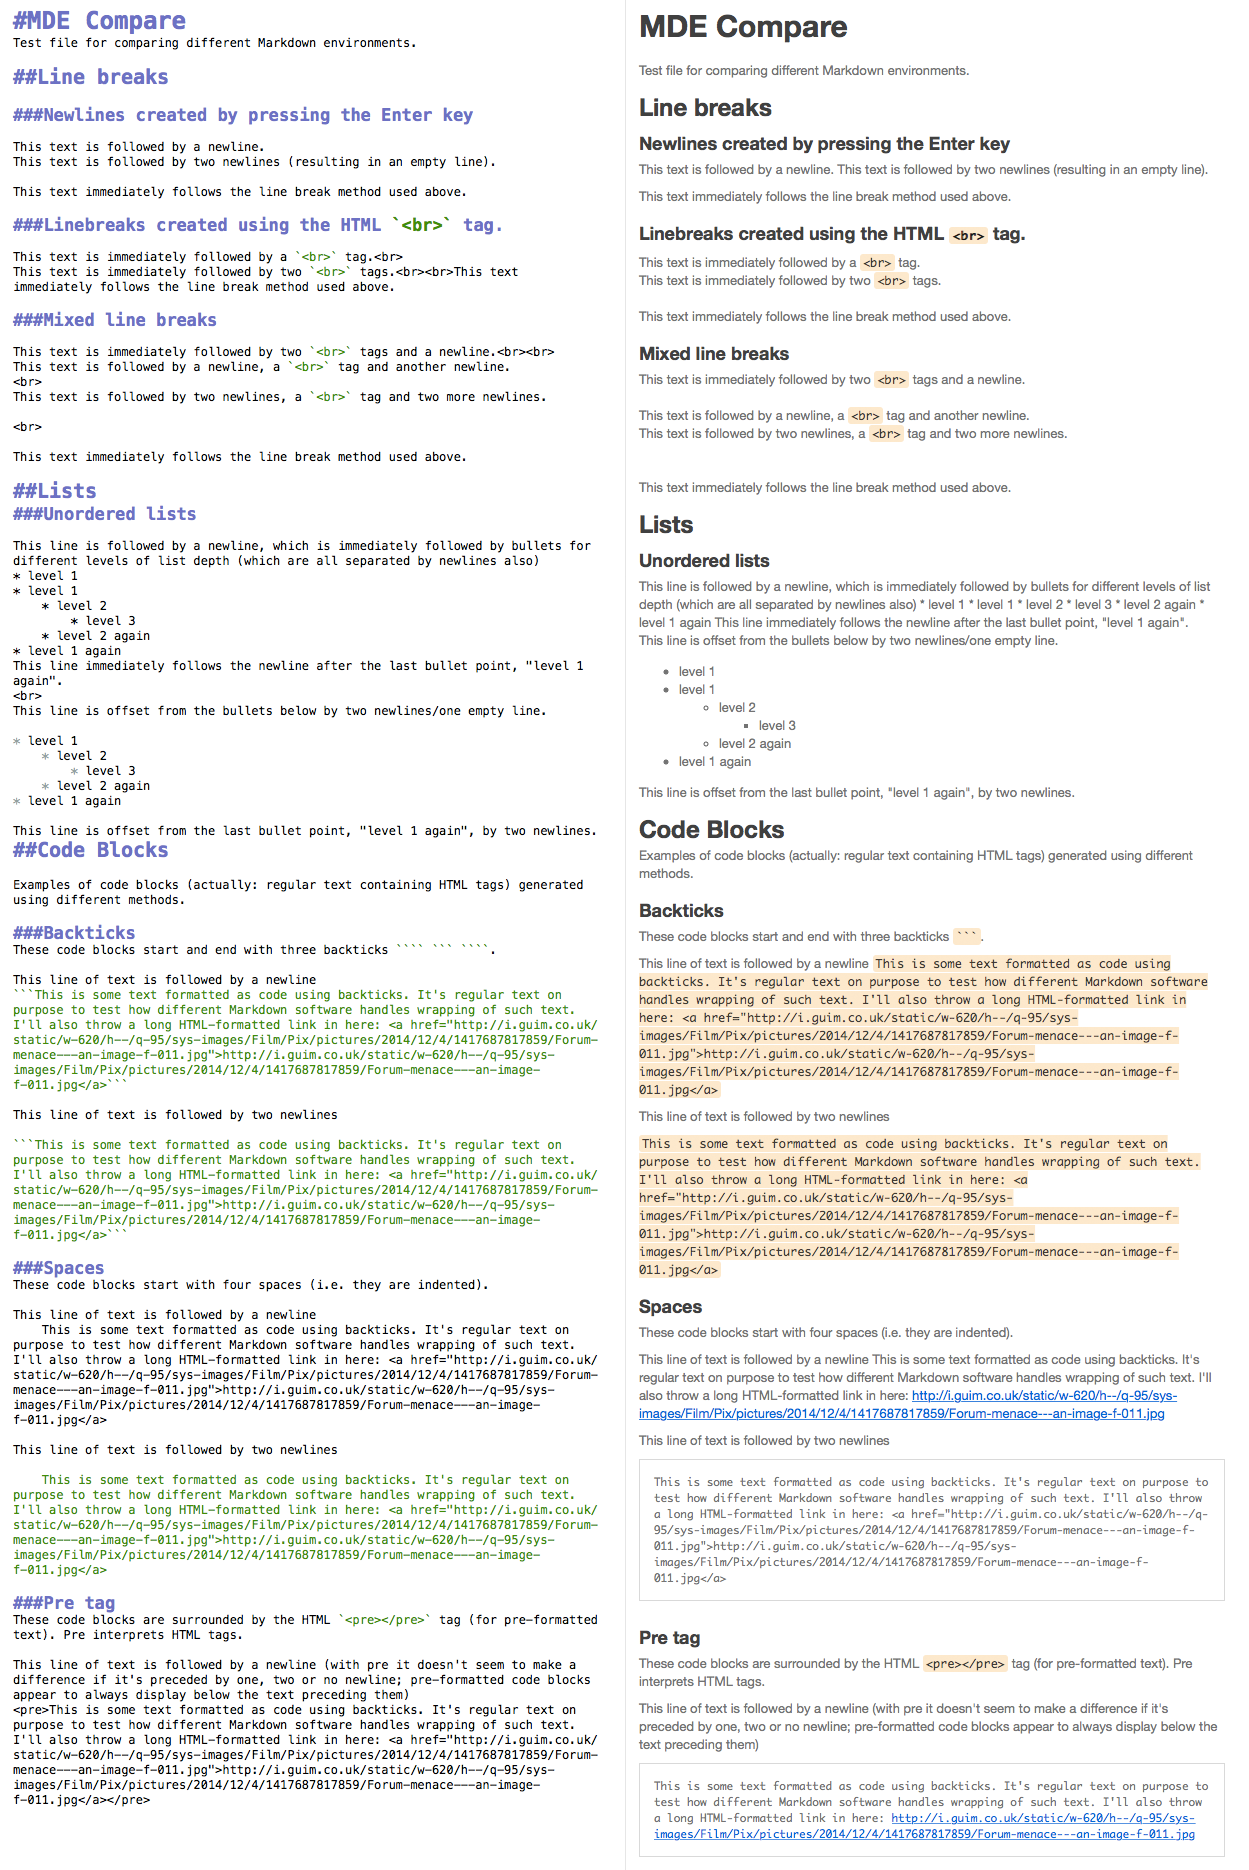 #MDE Compare
Test file for comparing different Markdown environments.
##Line breaks
###Newlines created by pressing the Enter key
This text is followed by a newline.
This text is followed by two newlines (resulting in an empty line).
This text immediately follows the line break method used above.
###Linebreaks created using the HTML `<br>` tag.
This text is immediately followed by a `<br>` tag.<br>
This text is immediately followed by two `<br>` tags.<br><br>This text
immediately follows the line break method used above.
###Mixed line breaks
This text is immediately followed by two `<br>` tags and a newline.<br><br>
This text is followed by a newline, a `<br>` tag and another newline.
<br>
This text is followed by two newlines, a `<br>` tag and two more newlines.
<br>
This text immediately follows the line break method used above.
##Lists
###Unordered lists
This line is followed by a newline, which is immediately followed by bullets for
different levels of list depth (which are all separated by newlines also)
* level 1
* level 1
* level 2
* level 3
* level 2 again
* level 1 again
This line immediately follows the newline after the last bullet point, "level 1
again".
<br>
This line is offset from the bullets below by two newlines/one empty line.
* level 1
* level 2
* level 3
* level 2 again
* level 1 again
This line is offset from the last bullet point, "level 1 again", by two newlines.
##Code Blocks
Examples of code blocks (actually: regular text containing HTML tags) generated
using different methods.
###Backticks
These code blocks start and end with three backticks ```` ``` ````.
This line of text is followed by a newline
```This is some text formatted as code using backticks. It's regular text on
purpose to test how different Markdown software handles wrapping of such text.
I'll also throw a long HTML-formatted link in here: <a href="http://i.guim.co.uk/
static/w-620/h--/q-95/sys-images/Film/Pix/pictures/2014/12/4/1417687817859/Forum-
menace---an-image-f-011.jpg">http://i.guim.co.uk/static/w-620/h--/q-95/sys-
images/Film/Pix/pictures/2014/12/4/1417687817859/Forum-menace---an-image-
f-011.jpg</a>```
This line of text is followed by two newlines
```This is some text formatted as code using backticks. It's regular text on
purpose to test how different Markdown software handles wrapping of such text.
I'll also throw a long HTML-formatted link in here: <a href="http://i.guim.co.uk/
static/w-620/h--/q-95/sys-images/Film/Pix/pictures/2014/12/4/1417687817859/Forum-
menace---an-image-f-011.jpg">http://i.guim.co.uk/static/w-620/h--/q-95/sys-
images/Film/Pix/pictures/2014/12/4/1417687817859/Forum-menace---an-image-
f-011.jpg</a>```
###Spaces
These code blocks start with four spaces (i.e. they are indented).
This line of text is followed by a newline
This is some text formatted as code using backticks. It's regular text on
purpose to test how different Markdown software handles wrapping of such text.
I'll also throw a long HTML-formatted link in here: <a href="http://i.guim.co.uk/
static/w-620/h--/q-95/sys-images/Film/Pix/pictures/2014/12/4/1417687817859/Forum-
menace---an-image-f-011.jpg">http://i.guim.co.uk/static/w-620/h--/q-95/sys-
images/Film/Pix/pictures/2014/12/4/1417687817859/Forum-menace---an-image-
f-011.jpg</a>
This line of text is followed by two newlines
This is some text formatted as code using backticks. It's regular text on
purpose to test how different Markdown software handles wrapping of such text.
I'll also throw a long HTML-formatted link in here: <a href="http://i.guim.co.uk/
static/w-620/h--/q-95/sys-images/Film/Pix/pictures/2014/12/4/1417687817859/Forum-
menace---an-image-f-011.jpg">http://i.guim.co.uk/static/w-620/h--/q-95/sys-
images/Film/Pix/pictures/2014/12/4/1417687817859/Forum-menace---an-image-
f-011.jpg</a>
###Pre tag
These code blocks are surrounded by the HTML `<pre></pre>` tag (for pre-formatted
text). Pre interprets HTML tags.
This line of text is followed by a newline (with pre it doesn't seem to make a
difference if it's preceded by one, two or no newline; pre-formatted code blocks
appear to always display below the text preceding them)
<pre>This is some text formatted as code using backticks. It's regular text on
purpose to test how different Markdown software handles wrapping of such text.
I'll also throw a long HTML-formatted link in here: <a href="http://i.guim.co.uk/
static/w-620/h--/q-95/sys-images/Film/Pix/pictures/2014/12/4/1417687817859/Forum-
menace---an-image-f-011.jpg">http://i.guim.co.uk/static/w-620/h--/q-95/sys-
images/Film/Pix/pictures/2014/12/4/1417687817859/Forum-menace---an-image-
f-011.jpg</a></pre>
MDE Compare
Test file for comparing different Markdown environments.
Line breaks
Newlines created by pressing the Enter key
This text is followed by a newline. This text is followed by two newlines (resulting in an empty line).
This text immediately follows the line break method used above.
Linebreaks created using the HTML <br> tag.
This text is immediately followed by a <br> tag.
This text is immediately followed by two <br> tags.
This text immediately follows the line break method used above.
Mixed line breaks
This text is immediately followed by two <br> tags and a newline.
This text is followed by a newline, a <br> tag and another newline.
This text is followed by two newlines, a <br> tag and two more newlines.
This text immediately follows the line break method used above.
Lists
Unordered lists
This line is followed by a newline, which is immediately followed by bullets for different levels of list
depth (which are all separated by newlines also) * level 1 * level 1 * level 2 * level 3 * level 2 again *
level 1 again This line immediately follows the newline after the last bullet point, "level 1 again".
This line is offset from the bullets below by two newlines/one empty line.
• level 1
• level 1
◦ level 2
▪ level 3
◦ level 2 again
• level 1 again
This line is offset from the last bullet point, "level 1 again", by two newlines.
Code Blocks
Examples of code blocks (actually: regular text containing HTML tags) generated using different
methods.
Backticks
These code blocks start and end with three backticks ```.
This line of text is followed by a newline This is some text formatted as code using
backticks. It's regular text on purpose to test how different Markdown software
handles wrapping of such text. I'll also throw a long HTML-formatted link in
here: <a href="http://i.guim.co.uk/static/w-620/h--/q-95/sys-
images/Film/Pix/pictures/2014/12/4/1417687817859/Forum-menace---an-image-f-
011.jpg">http://i.guim.co.uk/static/w-620/h--/q-95/sys-
images/Film/Pix/pictures/2014/12/4/1417687817859/Forum-menace---an-image-f-
011.jpg</a>
This line of text is followed by two newlines
This is some text formatted as code using backticks. It's regular text on
purpose to test how different Markdown software handles wrapping of such text.
I'll also throw a long HTML-formatted link in here: <a
href="http://i.guim.co.uk/static/w-620/h--/q-95/sys-
images/Film/Pix/pictures/2014/12/4/1417687817859/Forum-menace---an-image-f-
011.jpg">http://i.guim.co.uk/static/w-620/h--/q-95/sys-
images/Film/Pix/pictures/2014/12/4/1417687817859/Forum-menace---an-image-f-
011.jpg</a>
Spaces
These code blocks start with four spaces (i.e. they are indented).
This line of text is followed by a newline This is some text formatted as code using backticks. It's
regular text on purpose to test how different Markdown software handles wrapping of such text. I'll
also throw a long HTML-formatted link in here: http://i.guim.co.uk/static/w-620/h--/q-95/sys-
images/Film/Pix/pictures/2014/12/4/1417687817859/Forum-menace---an-image-f-011.jpg
This line of text is followed by two newlines
This is some text formatted as code using backticks. It's regular text on purpose to
test how different Markdown software handles wrapping of such text. I'll also throw
a long HTML-formatted link in here: <a href="http://i.guim.co.uk/static/w-620/h--/q-
95/sys-images/Film/Pix/pictures/2014/12/4/1417687817859/Forum-menace---an-image-f-
011.jpg">http://i.guim.co.uk/static/w-620/h--/q-95/sys-
images/Film/Pix/pictures/2014/12/4/1417687817859/Forum-menace---an-image-f-
011.jpg</a>
Pre tag
These code blocks are surrounded by the HTML <pre></pre> tag (for pre-formatted text). Pre
interprets HTML tags.
This line of text is followed by a newline (with pre it doesn't seem to make a difference if it's
preceded by one, two or no newline; pre-formatted code blocks appear to always display below the
text preceding them)
This is some text formatted as code using backticks. It's regular text on purpose to
test how different Markdown software handles wrapping of such text. I'll also throw
a long HTML-formatted link in here: http://i.guim.co.uk/static/w-620/h--/q-95/sys-
images/Film/Pix/pictures/2014/12/4/1417687817859/Forum-menace---an-image-f-011.jpg